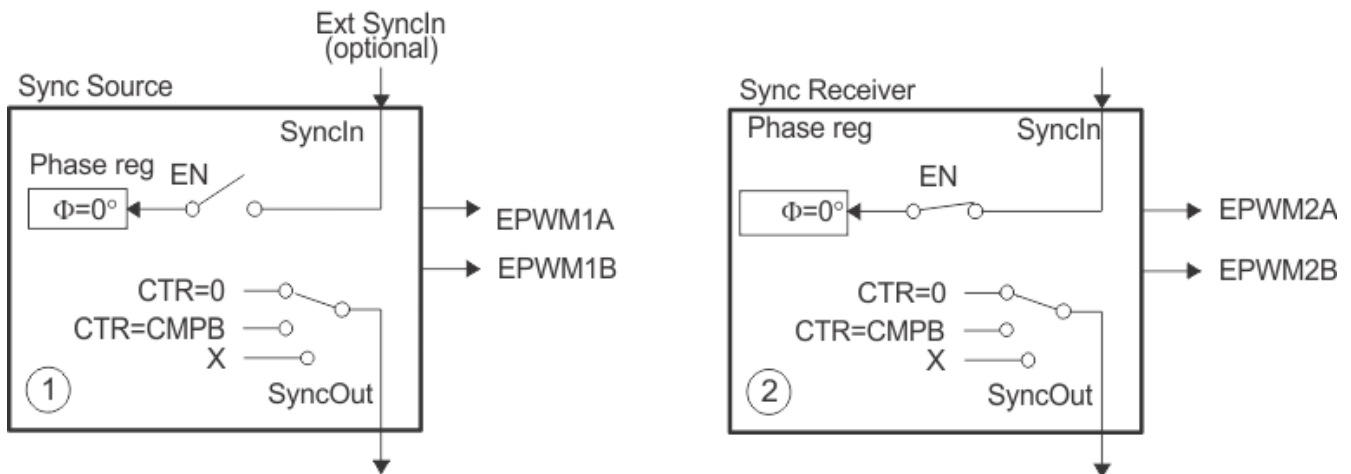 Ext SyncIn
(optional)
Sync Source
SyncIn
Phase reg
EN
Φ=0°
EPWM1A
EPWM1B
CTR=0
CTR=CMPB
X
1
SyncOut
Sync Receiver
Phase reg
SyncIn
EN
Φ=0°
EPWM2A
EPWM2B
CTR=0
CTR=CMPB
X
2
SyncOut